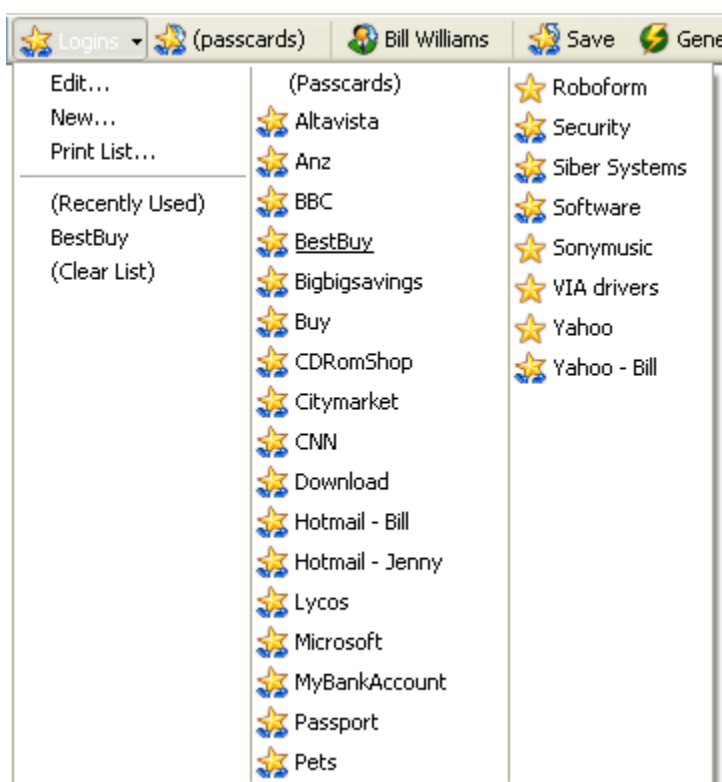 Logins (passcards) Bill Williams Save Gene
Edit...
New...
Print List...
(Recently Used)
BestBuy
(Clear List)
(Passcards)
Altavista
Anz
BBC
BestBuy
Bigbigsavings
Buy
CDRomShop
Citymarket
CNN
Download
Hotmail - Bill
Hotmail - Jenny
Lycos
Microsoft
MyBankAccount
Passport
Pets
Roboform
Security
Siber Systems
Software
Sonymusic
VIA drivers
Yahoo
Yahoo - Bill